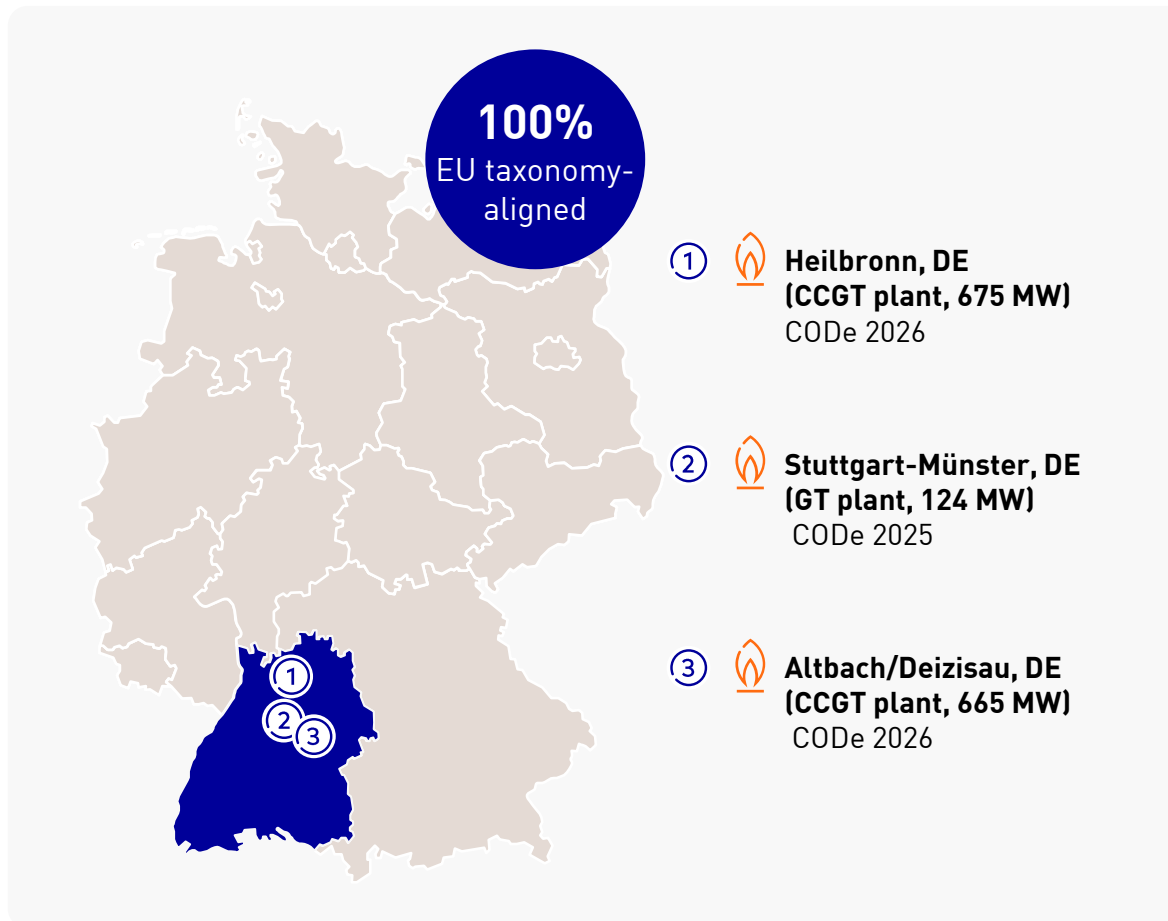 100%
EU taxonomy-
aligned
1
Heilbronn, DE
(CCGT plant, 675 MW)
CODe 2026
2
Stuttgart-Münster, DE
(GT plant, 124 MW)
CODe 2025
3
Altbach/Deizisau, DE
(CCGT plant, 665 MW)
CODe 2026
1
2
3